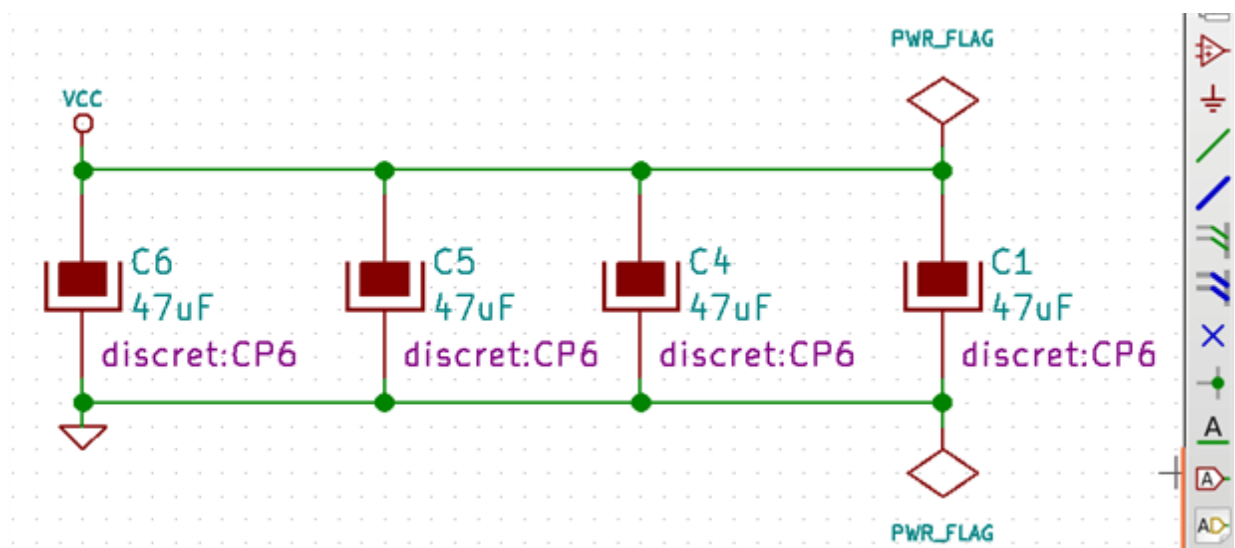 PWR_FLAG
VCC
C6
47uF
discret:CP6
C5
47uF
discret:CP6
C4
47uF
discret:CP6
C1
47uF
discret:CP6
PWR_FLAG
A
A
AD